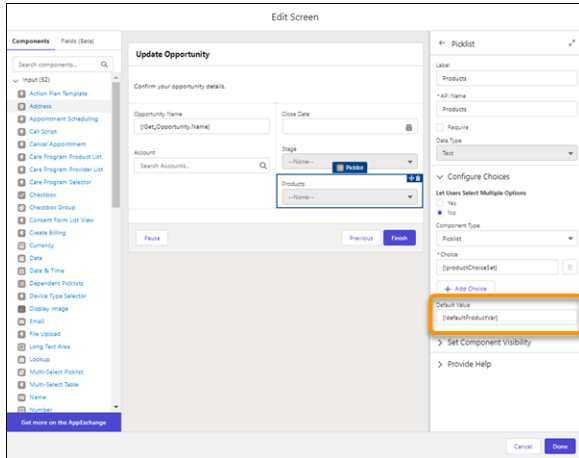 Edit Screen
Components Fields (Beta)
Search components...
Input (52)
Action Plan Template
Address
Appointment Scheduling
Call Script
Cancel Appointment
Care Program Product List
Care Program Provider List
Care Program Selector
Checkbox
Checkbox Group
Consent Form List View
Create Billing
Currency
Date
Date & Time
Dependent Picklists
Device Type Selector
Display Image
Email
File Upload
Long Text Area
Lookup
Multi-Select Picklist
Multi-Select Table
Name
Number
Get more on the AppExchange
Update Opportunity
Confirm your opportunity details.
Opportunity Name
{!Get_Opportunity.Name}
Account
Search Accounts...
Close Date
Stage
--None--
Picklist
Products
--None--
Pause
Previous
Finish
Picklist
Label
Products
*API Name
Products
Require
Data Type
Text
Configure Choices
Let Users Select Multiple Options
Yes
No
Component Type
Picklist
*Choice
{!productChoiceSet}
+ Add Choice
Default Value
{!defaultProductVar}
Set Component Visibility
Provide Help
Cancel
Done